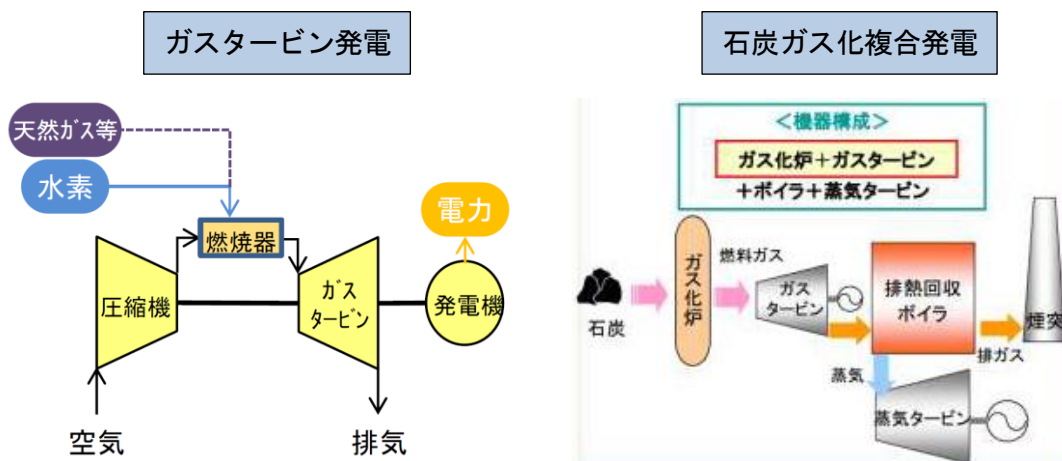 ガスタービン発電
天然ｶﾞｽ等
水素
燃焼器
電力
圧縮機
ｶﾞｽ
ﾀｰﾋﾞﾝ
発電機
空気
排気
石炭ガス化複合発電
＜機器構成＞
ガス化炉＋ガスタービン
＋ボイラ＋蒸気タービン
石炭
ガス化炉
燃料ガス
ガス
タービン
排熱回収
ボイラ
排ガス
煙突
蒸気
蒸気タービン